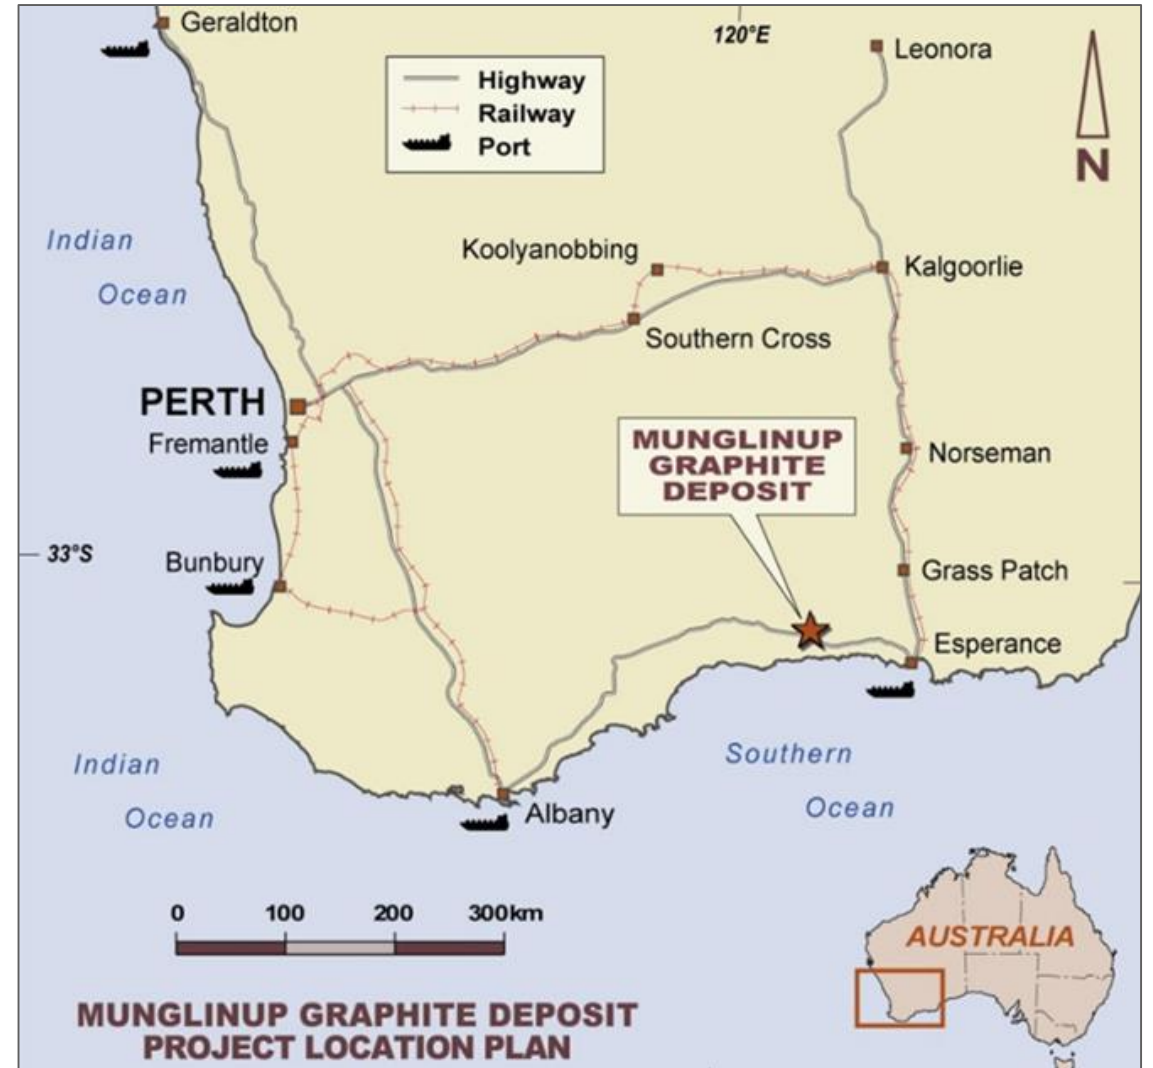 Geraldton
120°E
Leonora
Highway
Railway
Port
N
Indian
Ocean
Koolyanobbing
Kalgoorlie
Southern Cross
PERTH
Fremantle
MUNGLINUP
GRAPHITE
DEPOSIT
Norseman
33°S
Bunbury
Grass Patch
Esperance
Indian
Ocean
Southern
Ocean
Albany
0 100 200 300km
AUSTRALIA
MUNGLINUP GRAPHITE DEPOSIT
PROJECT LOCATION PLAN